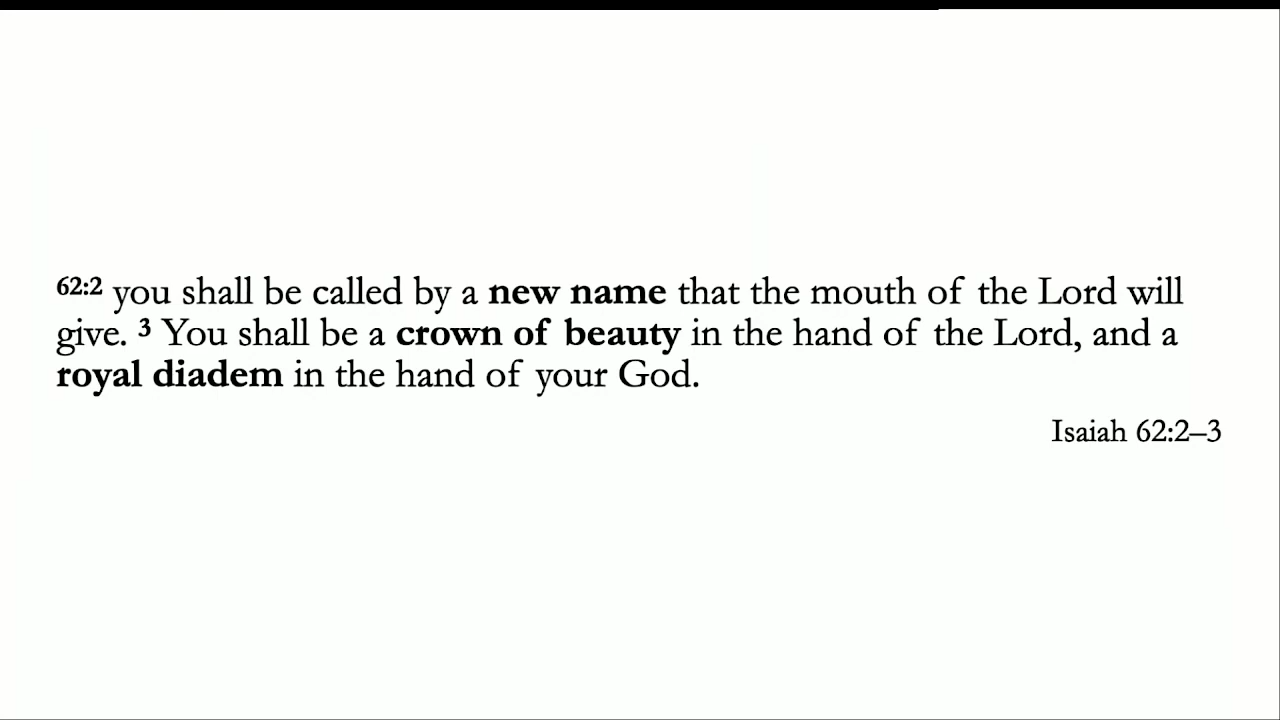 62:2 you shall be called by a new name that the mouth of the Lord will
give. 3 You shall be a crown of beauty in the hand of the Lord, and a
royal diadem in the hand of your God.
Isaiah 62:2–3